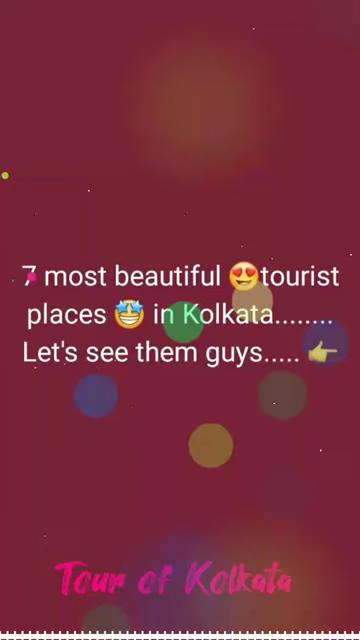 7 most beautiful 😍tourist
places 🤩 in Kolkata........
Let's see them guys..... 👉
Tour of Kolkata